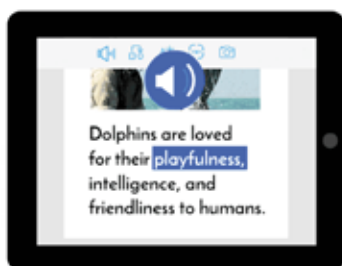 Dolphins are loved
for their playfulness,
intelligence, and
friendliness to humans.